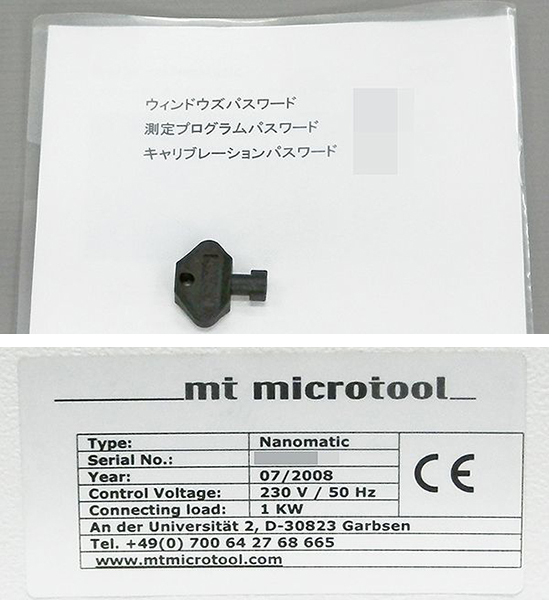 ウィンドウズパスワード
測定プログラムパスワード
キャリブレーションパスワード
mt microtool
Type: Nanomatic
Serial No.:
Year: 07/2008
Control Voltage: 230 V / 50 Hz
Connecting load: 1 KW
CE
An der Universität 2, D-30823 Garbsen
Tel. +49(0) 700 64 27 68 665
www.mtmicrotool.com